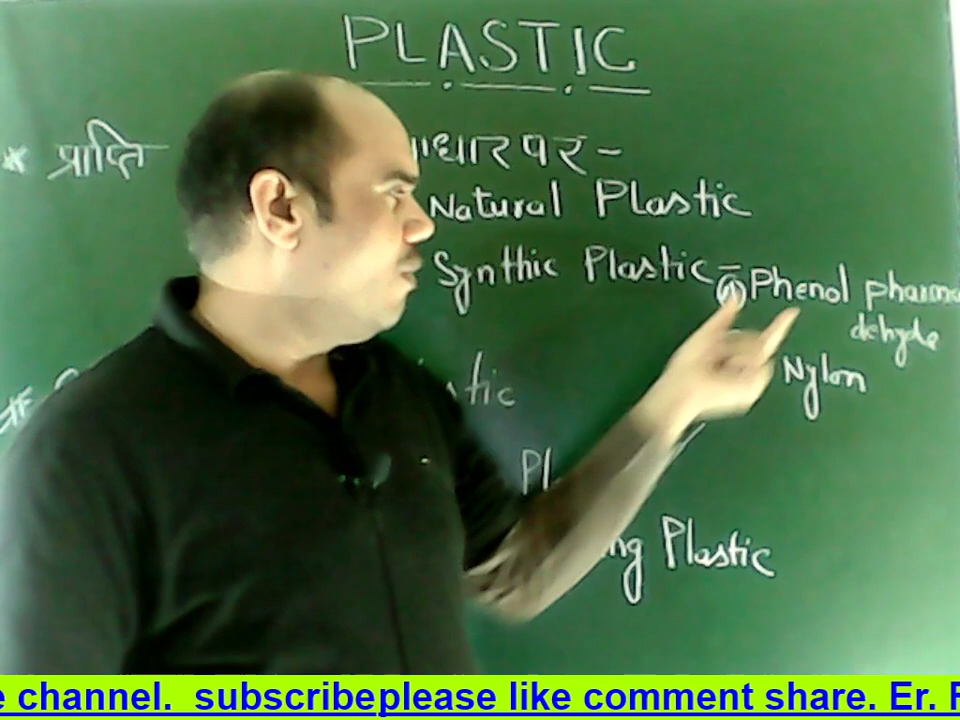 PLASTIC
* प्राप्ति ाधार पर -
Natural Plastic
Synthic Plastic -
(A) Phenol pharma
dehyde
Nylon
tic
Pl
ng Plastic
e channel. subscribeplease like comment share. Er. F